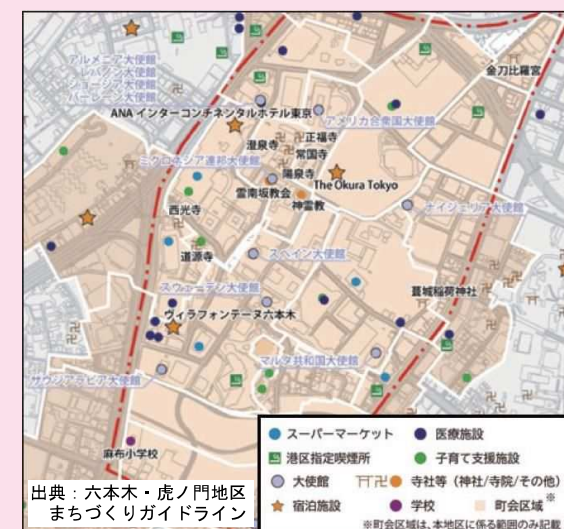 金刀比羅宮
アルメニア大使館
レバノン大使館
ジョージア大使館
バーレーン大使館
ANA インターコンチネンタルホテル東京
アメリカ合衆国大使館
正福寺
澄泉寺
常国寺
ミクロネシア連邦大使館
陽泉寺
The Okura Tokyo
雲南坂教会
神霊教
西光寺
ナイジェリア大使館
道源寺
スペイン大使館
スウェーデン大使館
葺城稲荷神社
ヴィラフォンテーヌ六本木
マルタ共和国大使館
サウジアラビア大使館
麻布小学校
スーパーマーケット
医療施設
港区指定喫煙所
子育て支援施設
大使館
寺社等（神社/寺院/その他）
宿泊施設
学校
町会区域※
※町会区域は、本地区に係る範囲のみ記載
出典：六本木・虎ノ門地区
まちづくりガイドライン